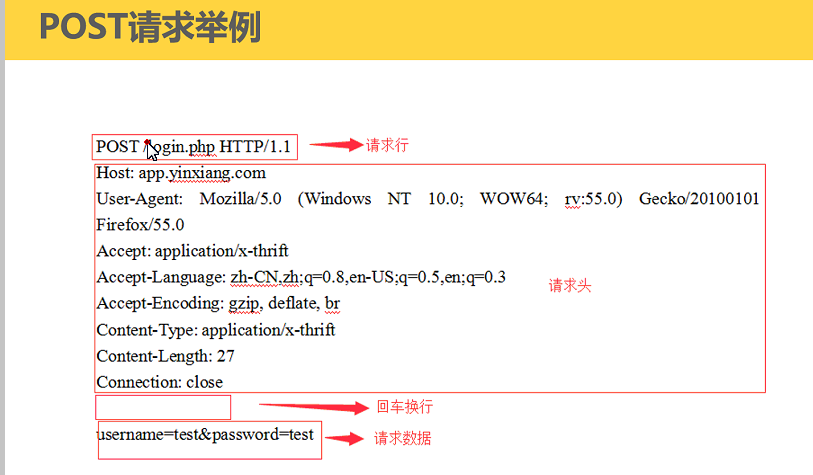 POST请求举例
POST /login.php HTTP/1.1
请求行
Host: app.yinxiang.com
User-Agent: Mozilla/5.0 (Windows NT 10.0; WOW64; rv:55.0) Gecko/20100101
Firefox/55.0
Accept: application/x-thrift
Accept-Language: zh-CN,zh;q=0.8,en-US;q=0.5,en;q=0.3
请求头
Accept-Encoding: gzip, deflate, br
Content-Type: application/x-thrift
Content-Length: 27
Connection: close
回车换行
username=test&password=test
请求数据